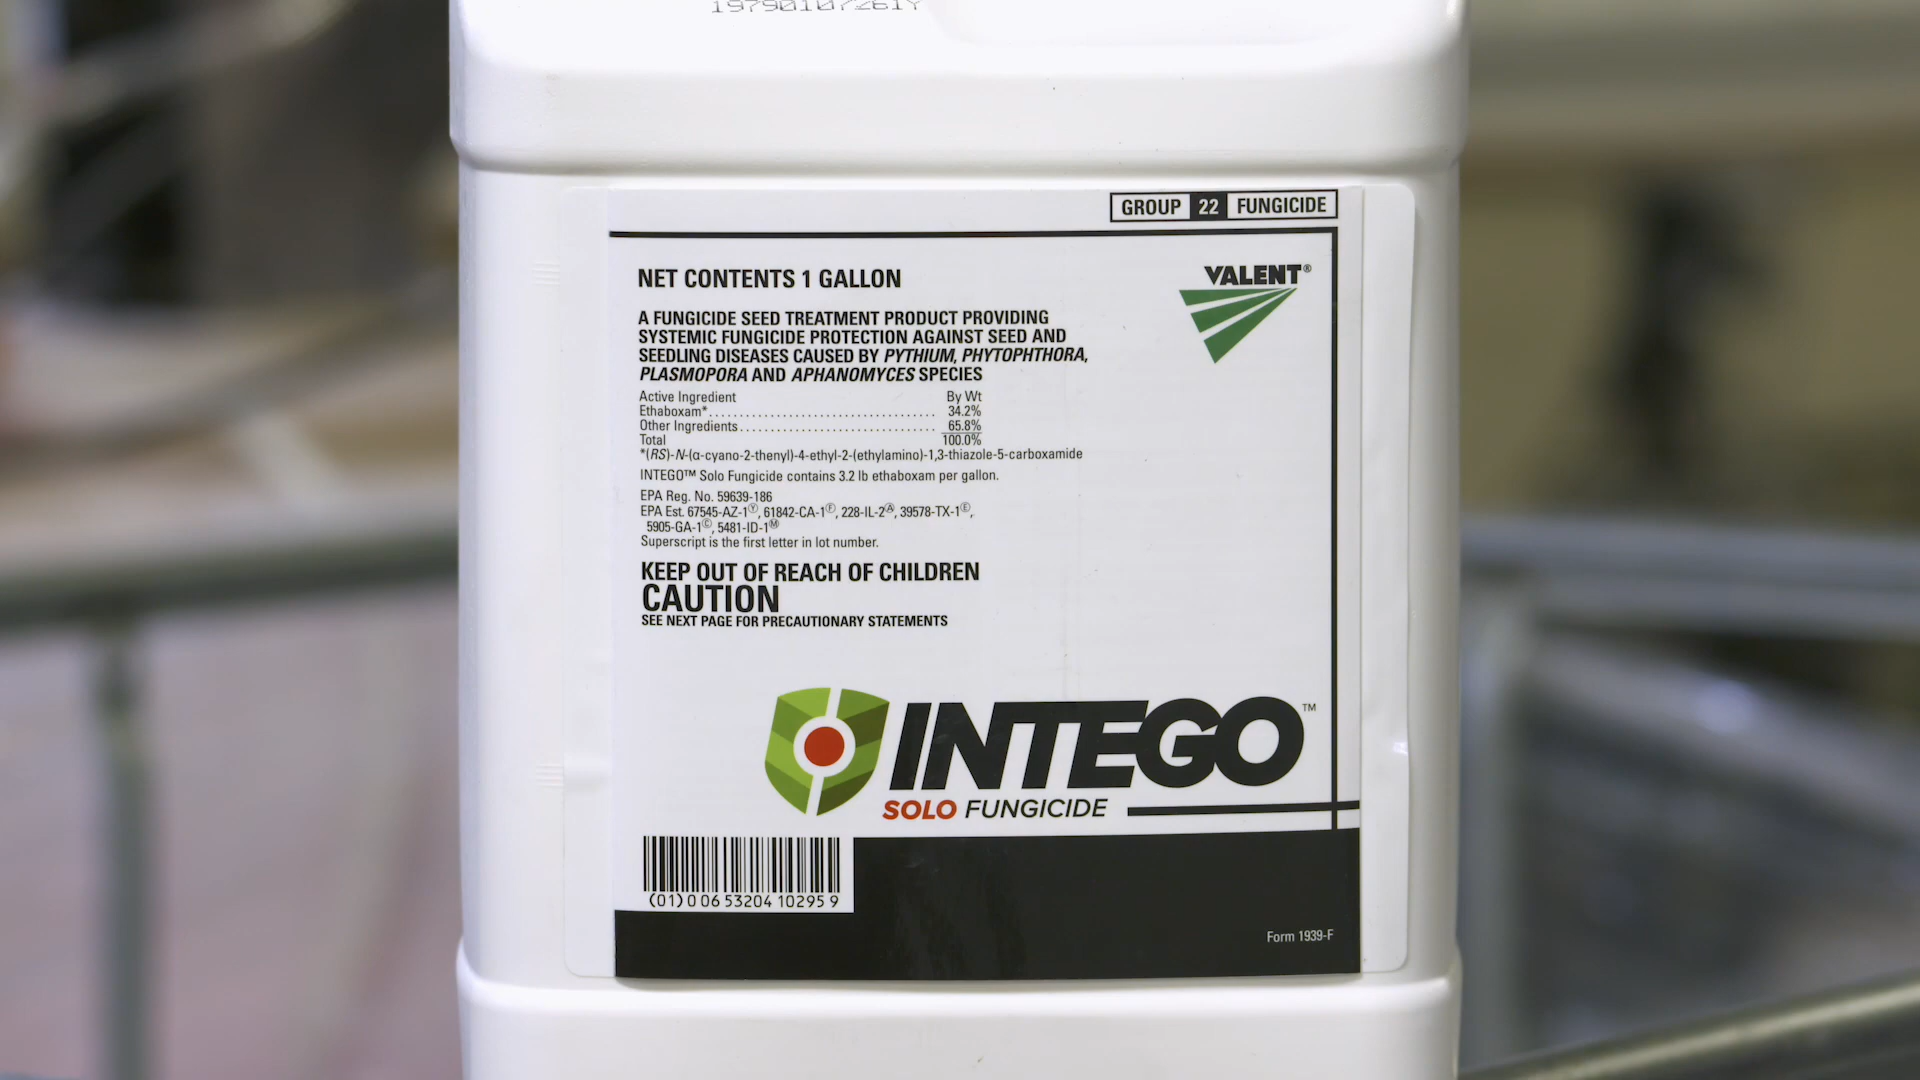 GROUP 22 FUNGICIDE
NET CONTENTS 1 GALLON
VALENT®
A FUNGICIDE SEED TREATMENT PRODUCT PROVIDING
SYSTEMIC FUNGICIDE PROTECTION AGAINST SEED AND
SEEDLING DISEASES CAUSED BY PYTHIUM, PHYTOPHTHORA,
PLASMOPORA AND APHANOMYCES SPECIES
Active Ingredient By Wt
Ethaboxam* 34.2%
Other Ingredients 65.8%
Total 100.0%
*(RS)-N-(α-cyano-2-thenyl)-4-ethyl-2-(ethylamino)-1,3-thiazole-5-carboxamide
INTEGO™ Solo Fungicide contains 3.2 lb ethaboxam per gallon.
EPA Reg. No. 59639-186
EPA Est. 67545-AZ-1Ⓨ, 61842-CA-1Ⓕ, 228-IL-2Ⓐ, 39578-TX-1Ⓔ,
5905-GA-1Ⓒ, 5481-ID-1Ⓜ
Superscript is the first letter in lot number.
KEEP OUT OF REACH OF CHILDREN
CAUTION
SEE NEXT PAGE FOR PRECAUTIONARY STATEMENTS
INTEGO™
SOLO FUNGICIDE
(01) 0 06 53204 10295 9
Form 1939-F